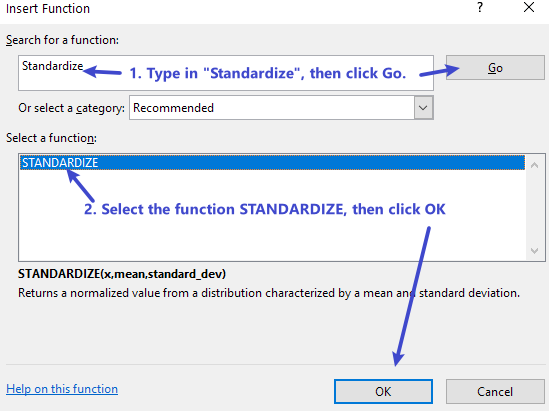 Insert Function
?
Search for a function:
Standardize
1. Type in "Standardize", then click Go.
Go
Or select a category: Recommended
Select a function:
STANDARDIZE
2. Select the function STANDARDIZE, then click OK
STANDARDIZE(x,mean,standard_dev)
Returns a normalized value from a distribution characterized by a mean and standard deviation.
Help on this function
OK
Cancel